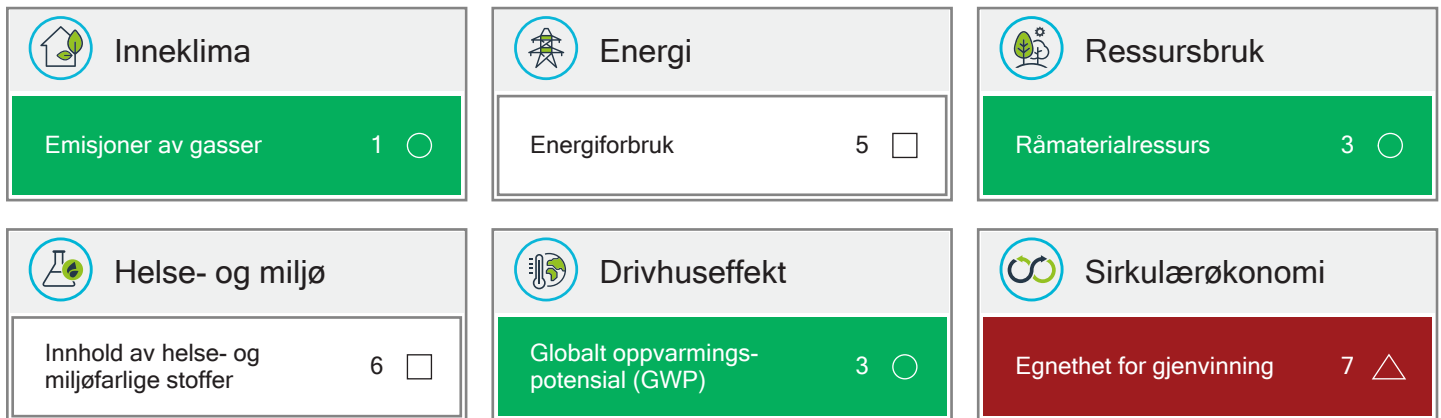 Inneklima
Emisjoner av gasser 1
Energi
Energiforbruk 5
Ressursbruk
Råmaterialressurs 3
Helse- og miljø
Innhold av helse- og
miljøfarlige stoffer 6
Drivhuseffekt
Globalt oppvarmings-
potensial (GWP) 3
Sirkulærøkonomi
Egnethet for gjenvinning 7